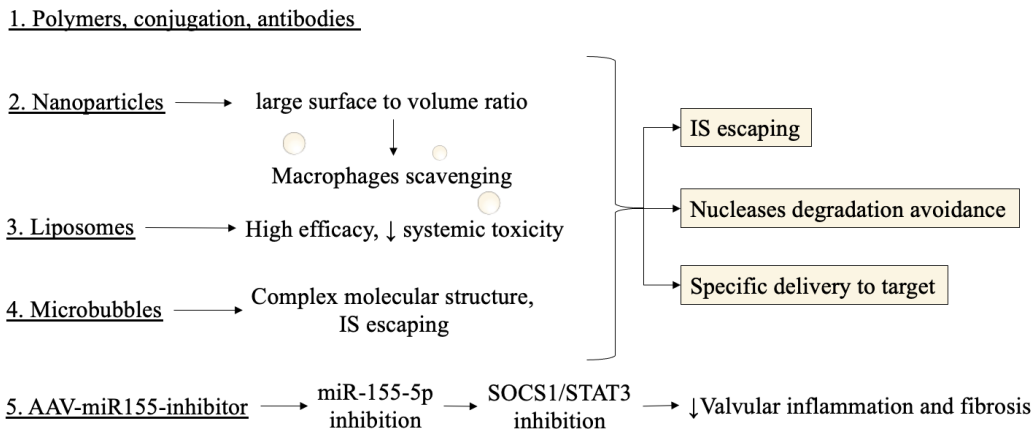 1. Polymers, conjugation, antibodies
2. Nanoparticles
large surface to volume ratio
Macrophages scavenging
3. Liposomes
High efficacy, ↓ systemic toxicity
4. Microbubbles
Complex molecular structure,
IS escaping
IS escaping
Nucleases degradation avoidance
Specific delivery to target
5. AAV-miR155-inhibitor
miR-155-5p
inhibition
SOCS1/STAT3
inhibition
↓Valvular inflammation and fibrosis